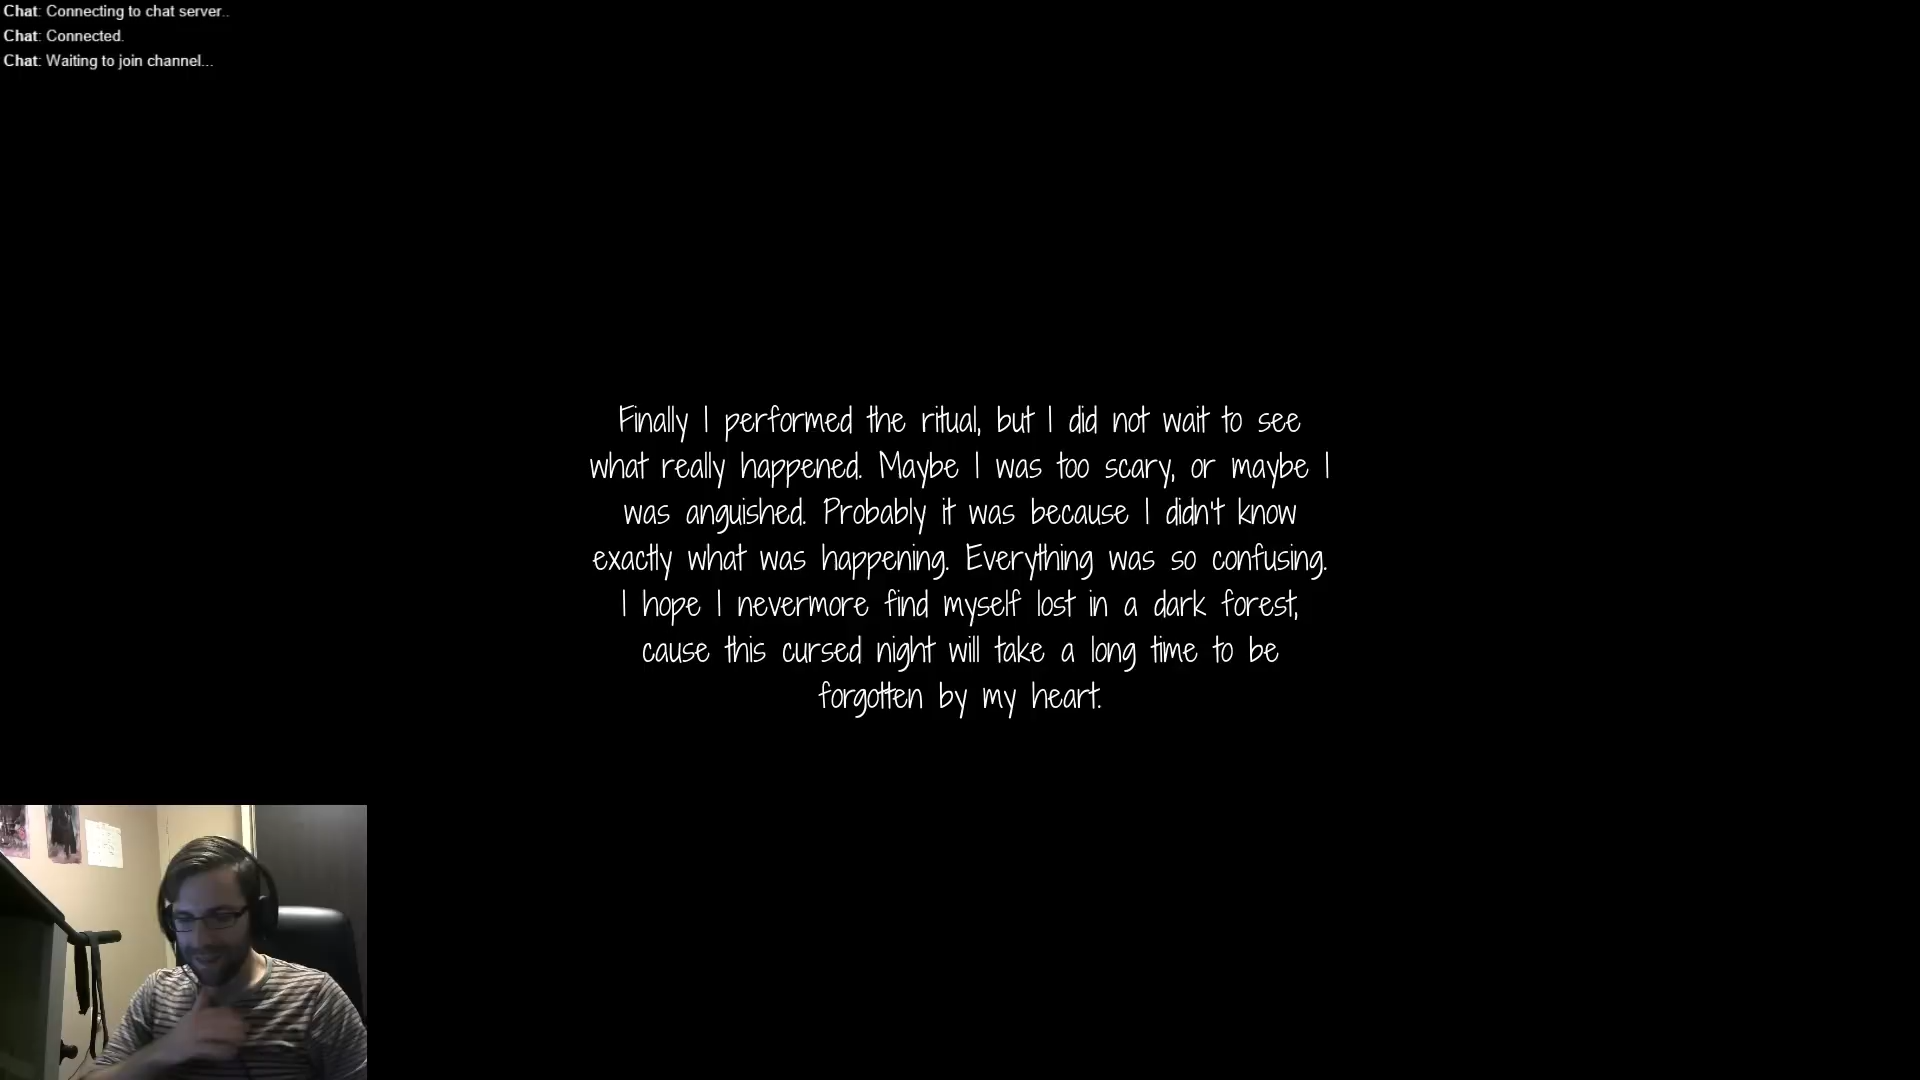 Chat: Connecting to chat server..
Chat: Connected.
Chat: Waiting to join channel...
Finally I performed the ritual, but I did not wait to see
what really happened. Maybe I was too scary, or maybe I
was anguished. Probably it was because I didn't know
exactly what was happening. Everything was so confusing.
I hope I nevermore find myself lost in a dark forest,
cause this cursed night will take a long time to be
forgotten by my heart.